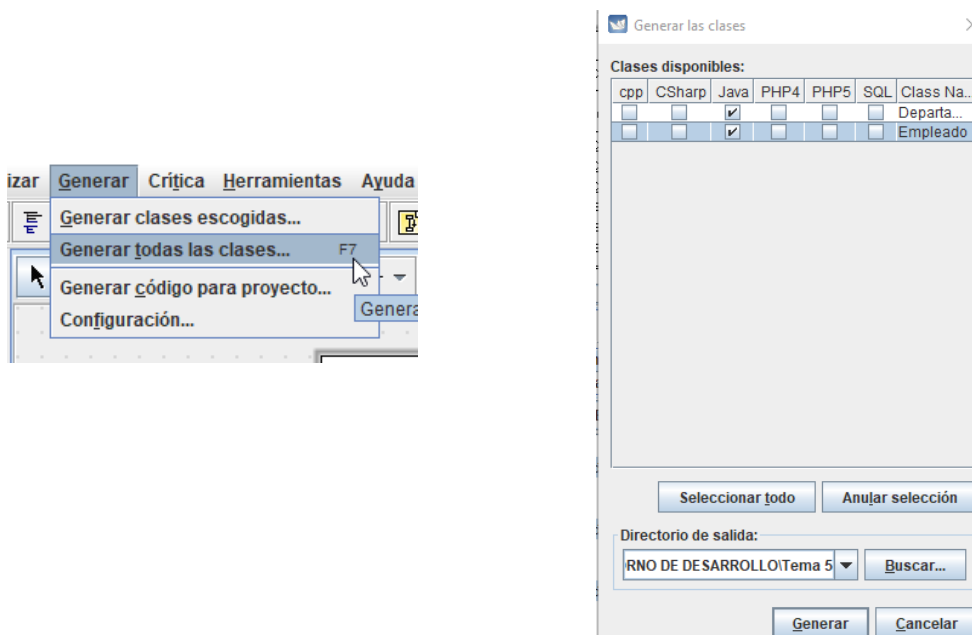 izar Generar Crítica Herramientas Ayuda
Generar clases escogidas...
Generar todas las clases... F7
Generar código para proyecto...
Genera
Configuración...
Generar las clases
Clases disponibles:
cpp CSharp Java PHP4 PHP5 SQL Class Na...
Departa...
Empleado
Seleccionar todo Anular selección
Directorio de salida:
RNO DE DESARROLLO\Tema 5 Buscar...
Generar Cancelar